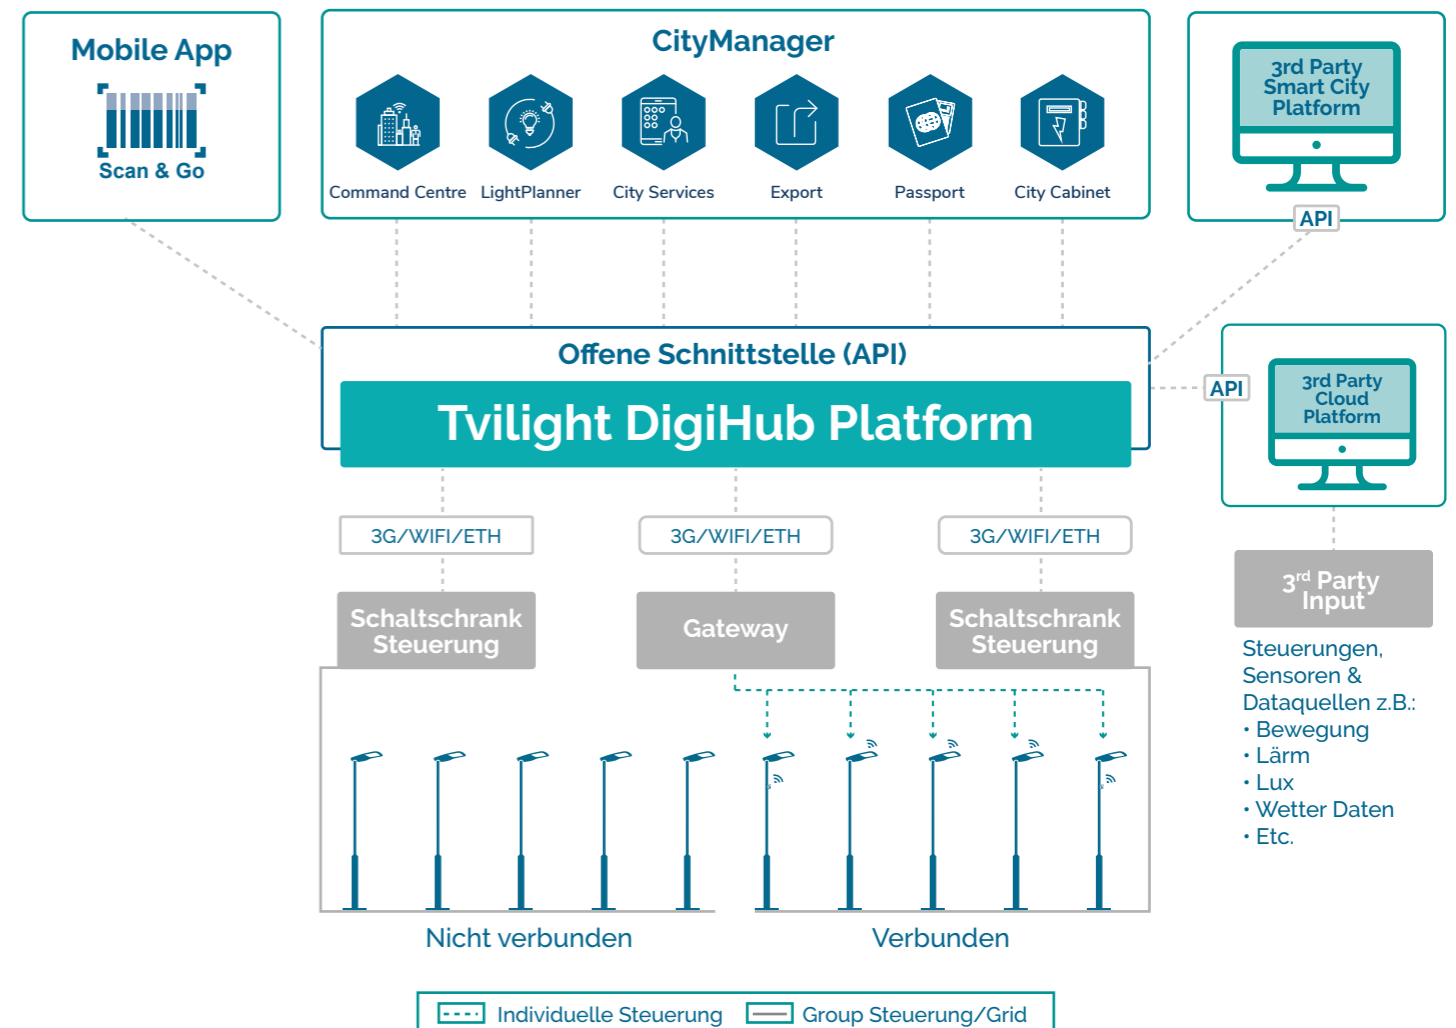 Mobile App
Scan & Go
CityManager
Command Centre
LightPlanner
City Services
Export
Passport
City Cabinet
3rd Party
Smart City
Platform
API
Offene Schnittstelle (API)
Tvilight DigiHub Platform
API
3rd Party
Cloud
Platform
3G/WIFI/ETH
3G/WIFI/ETH
3G/WIFI/ETH
Schaltschrank
Steuerung
Gateway
Schaltschrank
Steuerung
3rd Party
Input
Steuerungen,
Sensoren &
Dataquellen z.B.:
• Bewegung
• Lärm
• Lux
• Wetter Daten
• Etc.
Nicht verbunden
Verbunden
Individuelle Steuerung
Group Steuerung/Grid